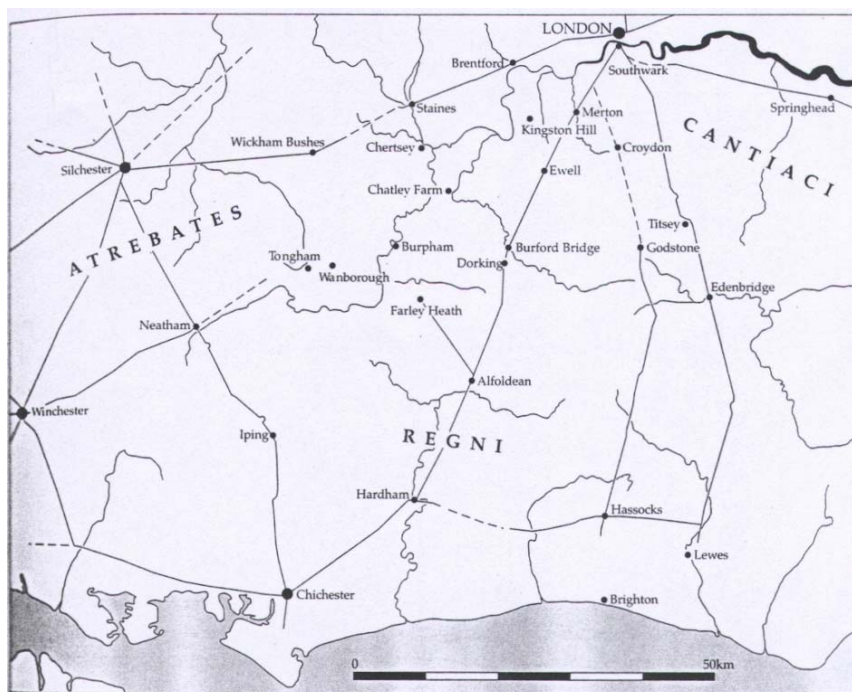 LONDON
Brentford
Southwark
Staines
Springhead
Merton
Kingston Hill
CANTIACI
Wickham Bushes
Chertsey
Croydon
Silchester
Ewell
Chatley Farm
ATREBATES
Titsey
Burpham
Burford Bridge
Godstone
Tongham
Wanborough
Dorking
Edenbridge
Farley Heath
Neatham
Alfoldean
Winchester
Iping
REGNI
Hardham
Hassocks
Lewes
Chichester
Brighton
0
50km